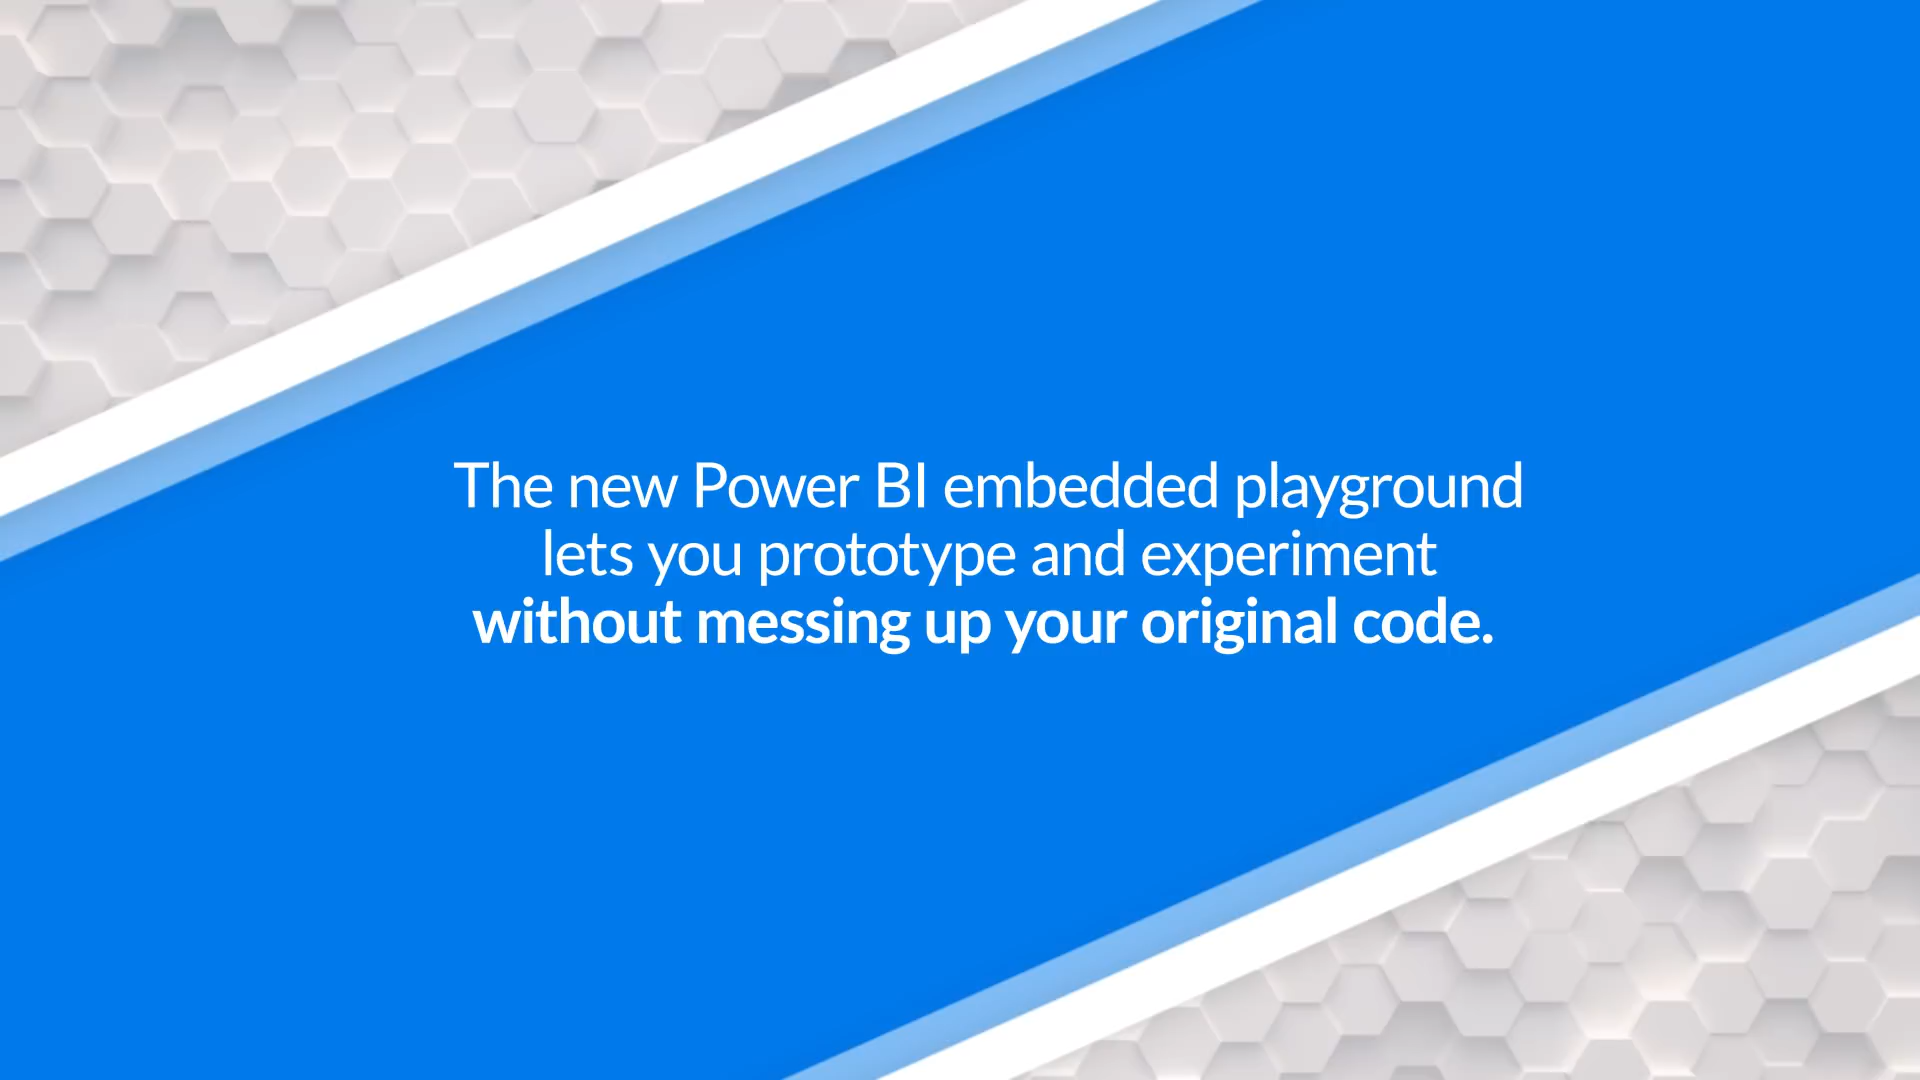 The new Power BI embedded playground
lets you prototype and experiment
without messing up your original code.